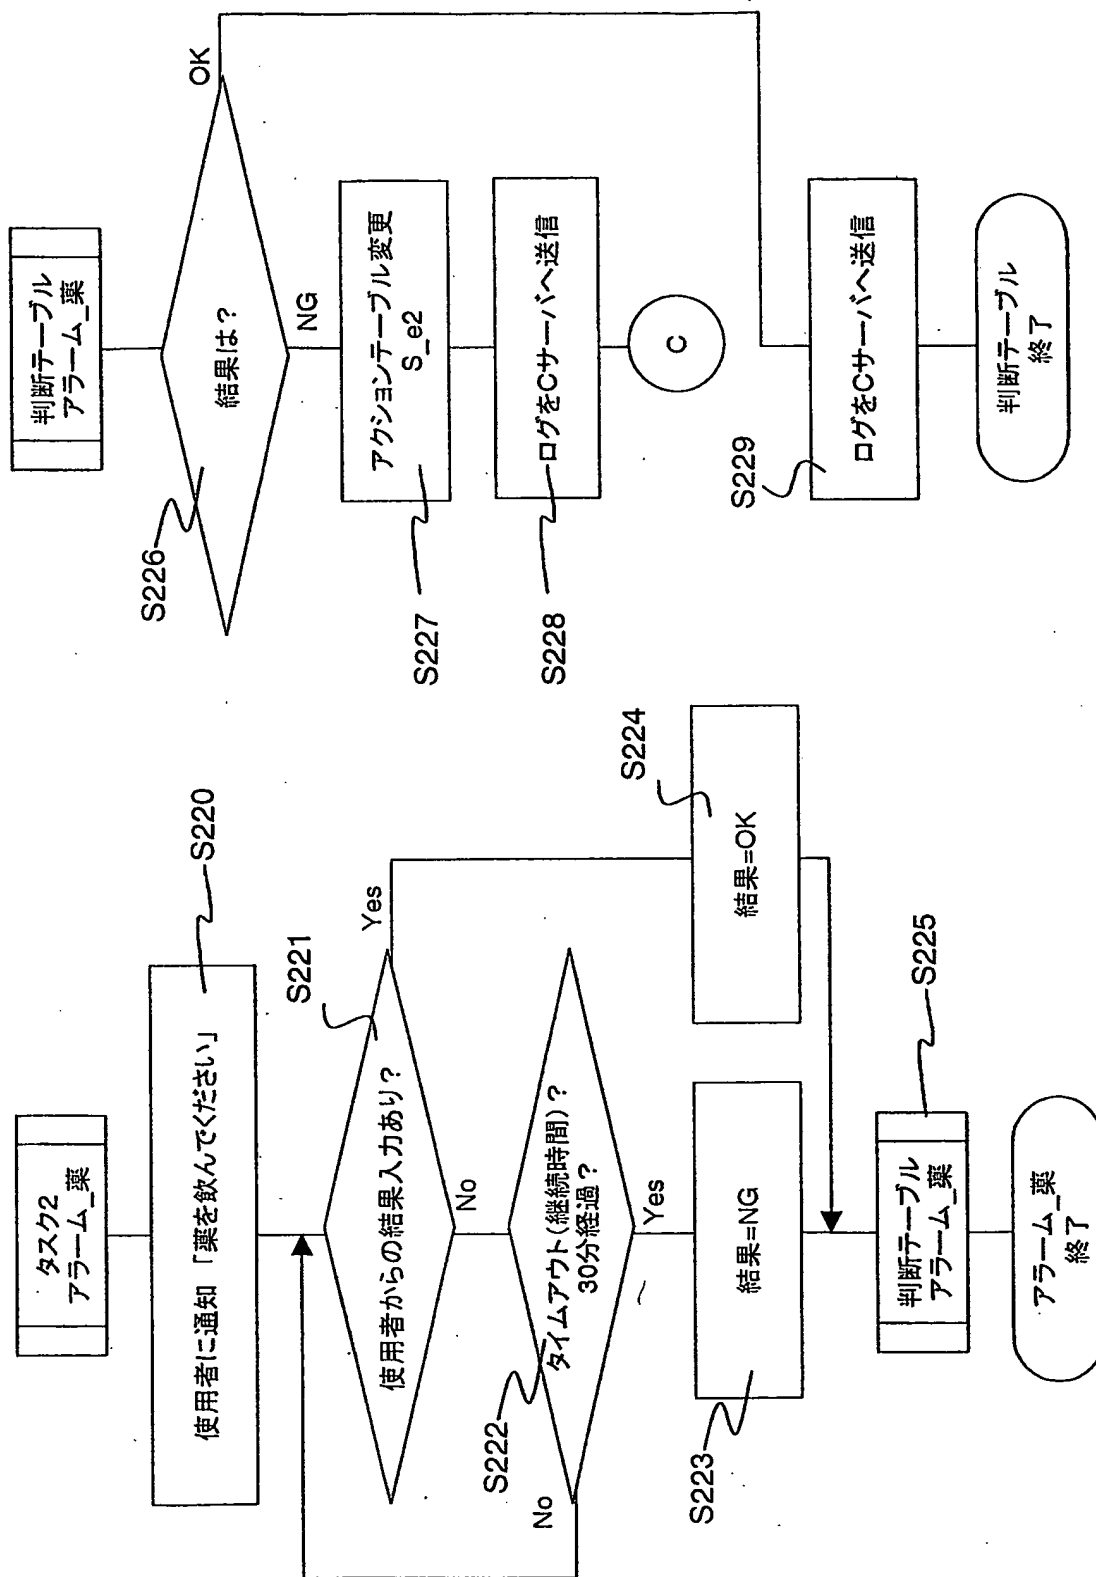 タスク2
アラーム_薬
使用者に通知 「薬を飲んでください」
S220
使用者からの結果入力あり？
S221
Yes
No
タイムアウト(継続時間)？
30分経過？
S222
No
Yes
結果=NG
S223
結果=OK
S224
判断テーブル
アラーム_薬
S225
アラーム_薬
終了
判断テーブル
アラーム_薬
結果は？
S226
OK
NG
アクションテーブル変更
S_e2
S227
ログをCサーバへ送信
S228
C
ログをCサーバへ送信
S229
判断テーブル
終了